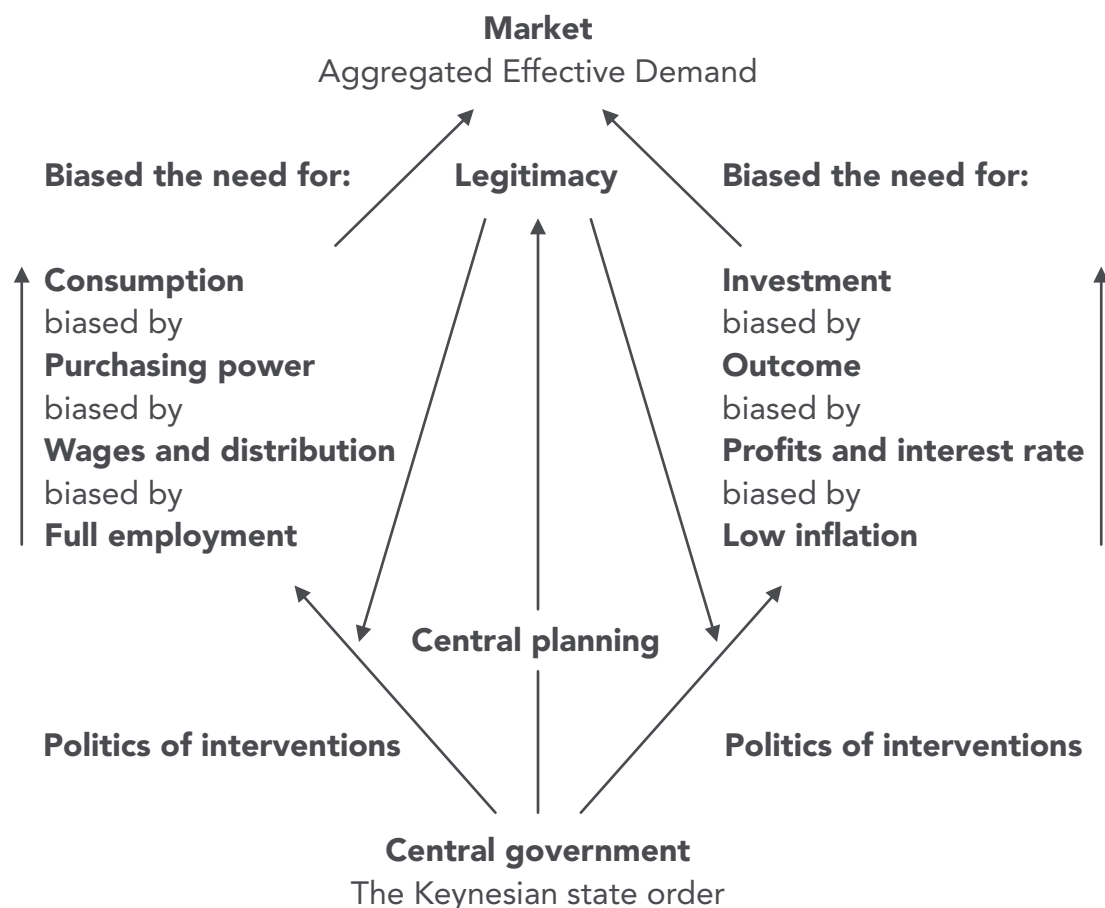 Market
Aggregated Effective Demand
Biased the need for:
Legitimacy
Biased the need for:
Consumption
biased by
Purchasing power
biased by
Wages and distribution
biased by
Full employment
Investment
biased by
Outcome
biased by
Profits and interest rate
biased by
Low inflation
Central planning
Politics of interventions
Politics of interventions
Central government
The Keynesian state order